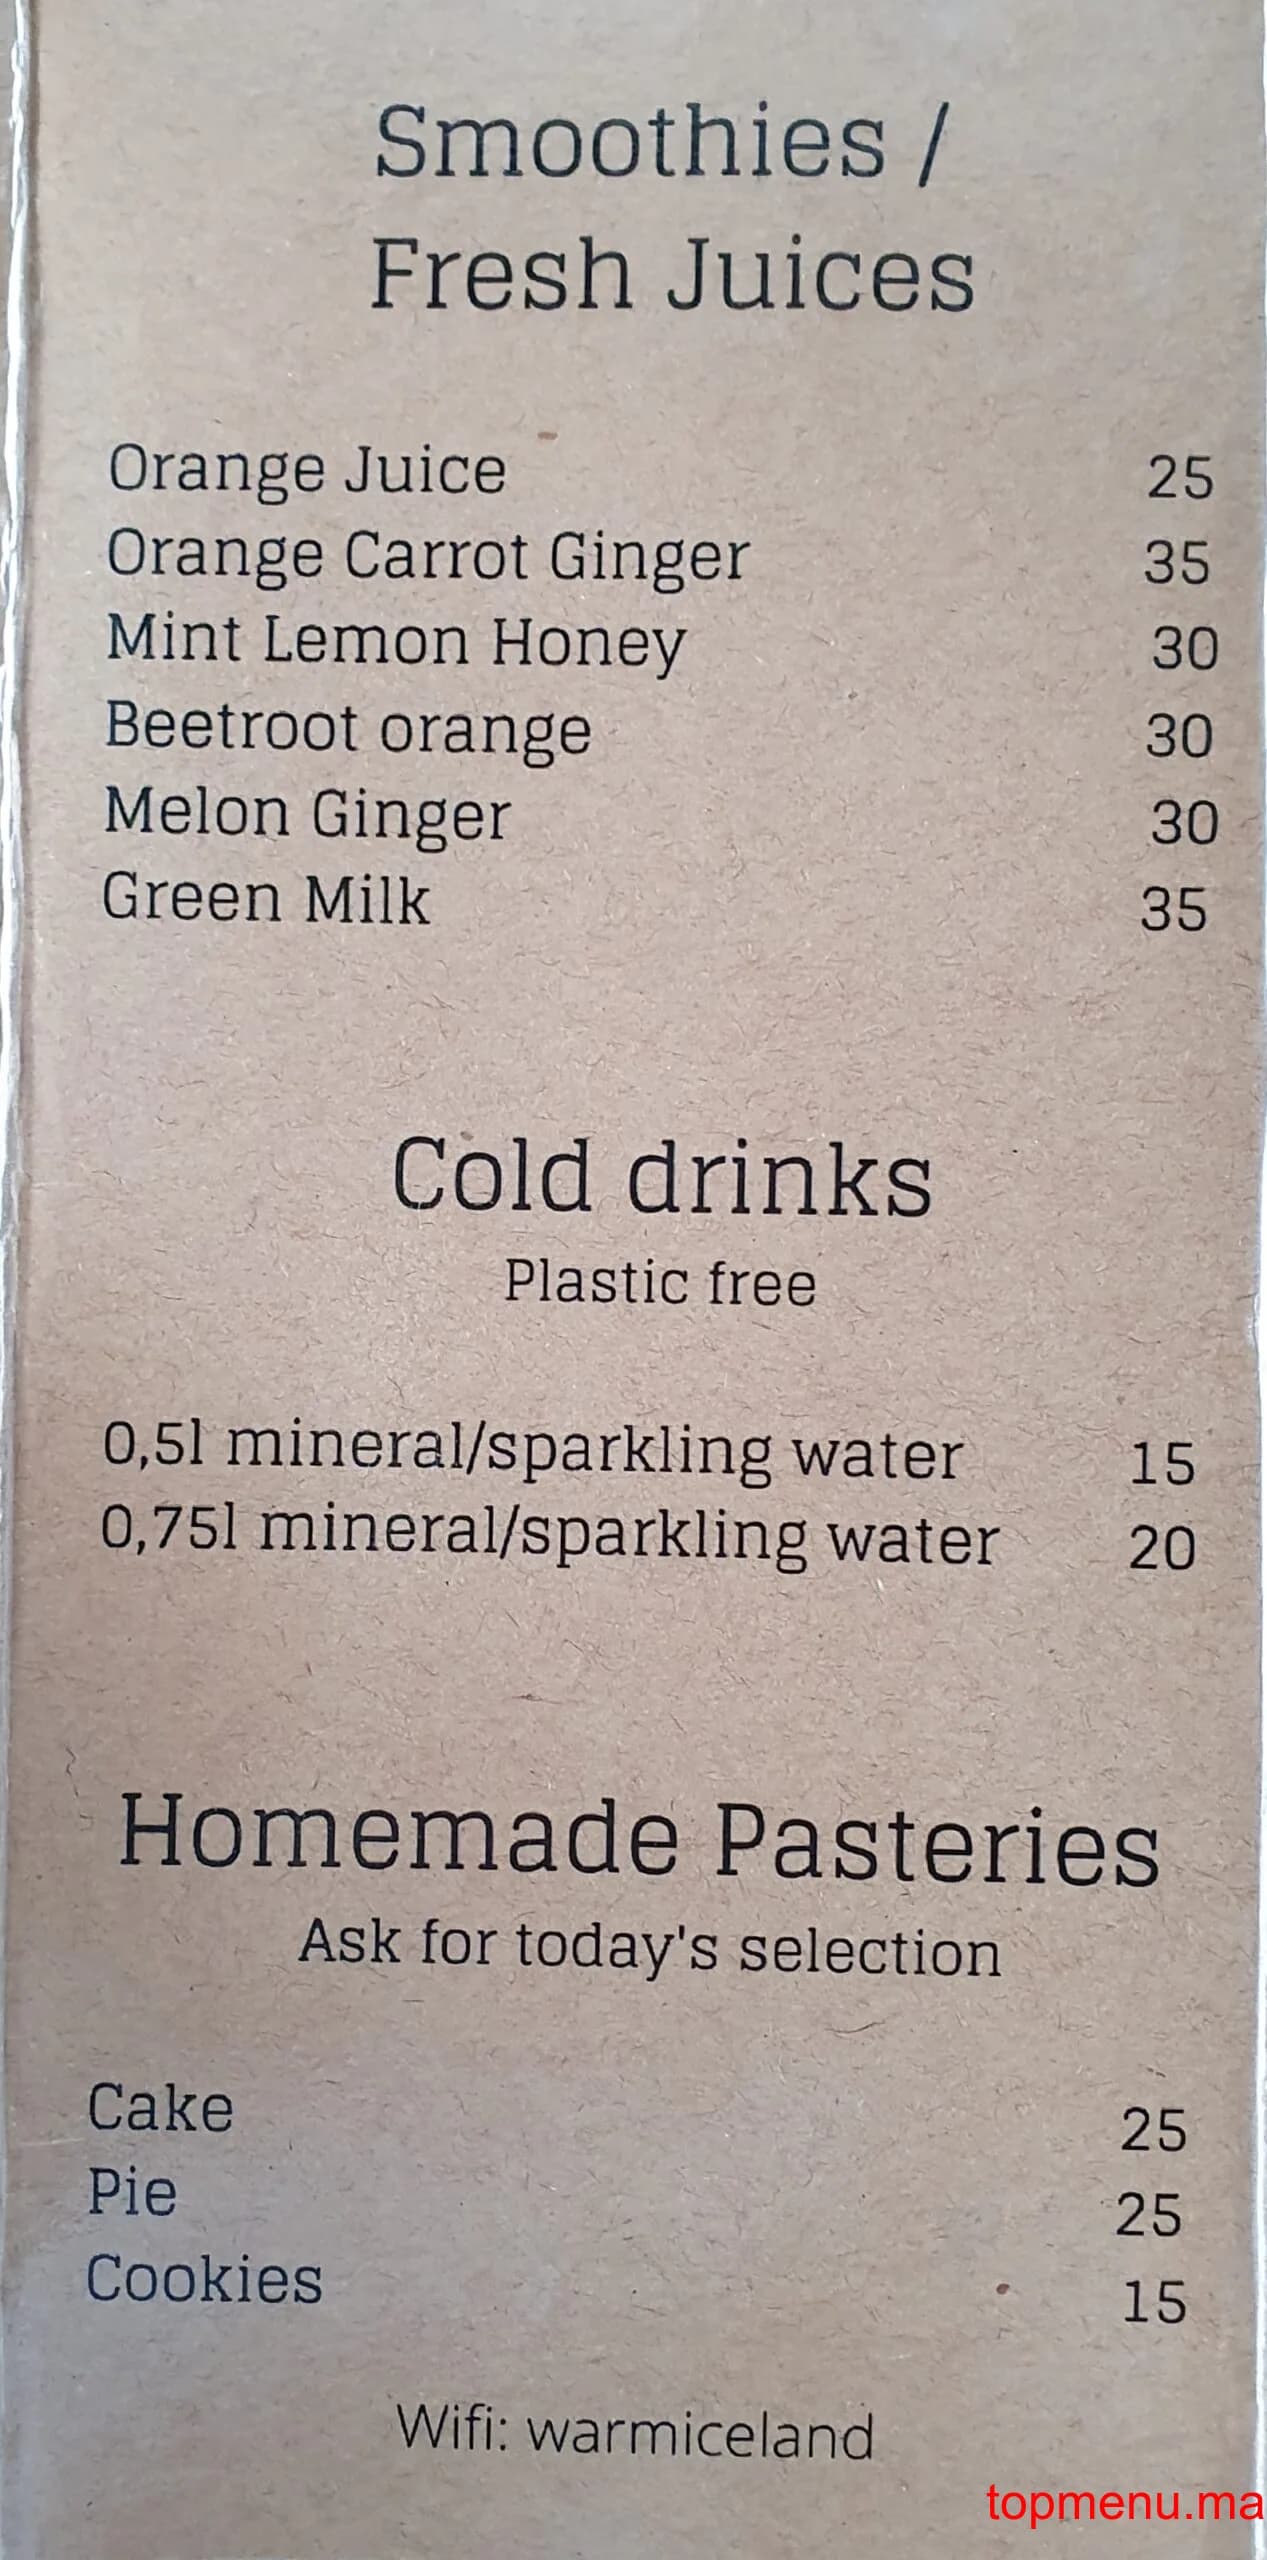 Smoothies /
Fresh Juices
Orange Juice 25
Orange Carrot Ginger 35
Mint Lemon Honey 30
Beetroot orange 30
Melon Ginger 30
Green Milk 35
Cold drinks
Plastic free
0,5l mineral/sparkling water 15
0,75l mineral/sparkling water 20
Homemade Pasteries
Ask for today's selection
Cake 25
Pie 25
Cookies 15
Wifi: warmiceland
topmenu.ma